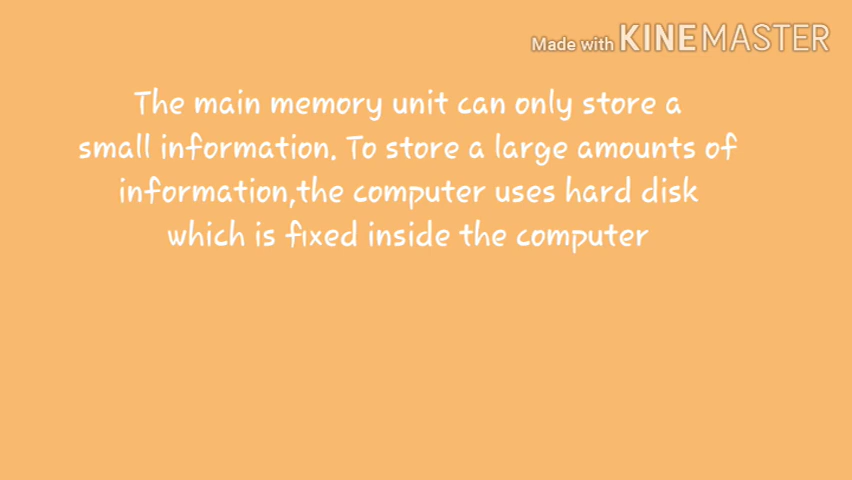 Made with KINEMASTER
The main memory unit can only store a
small information. To store a large amounts of
information,the computer uses hard disk
which is fixed inside the computer